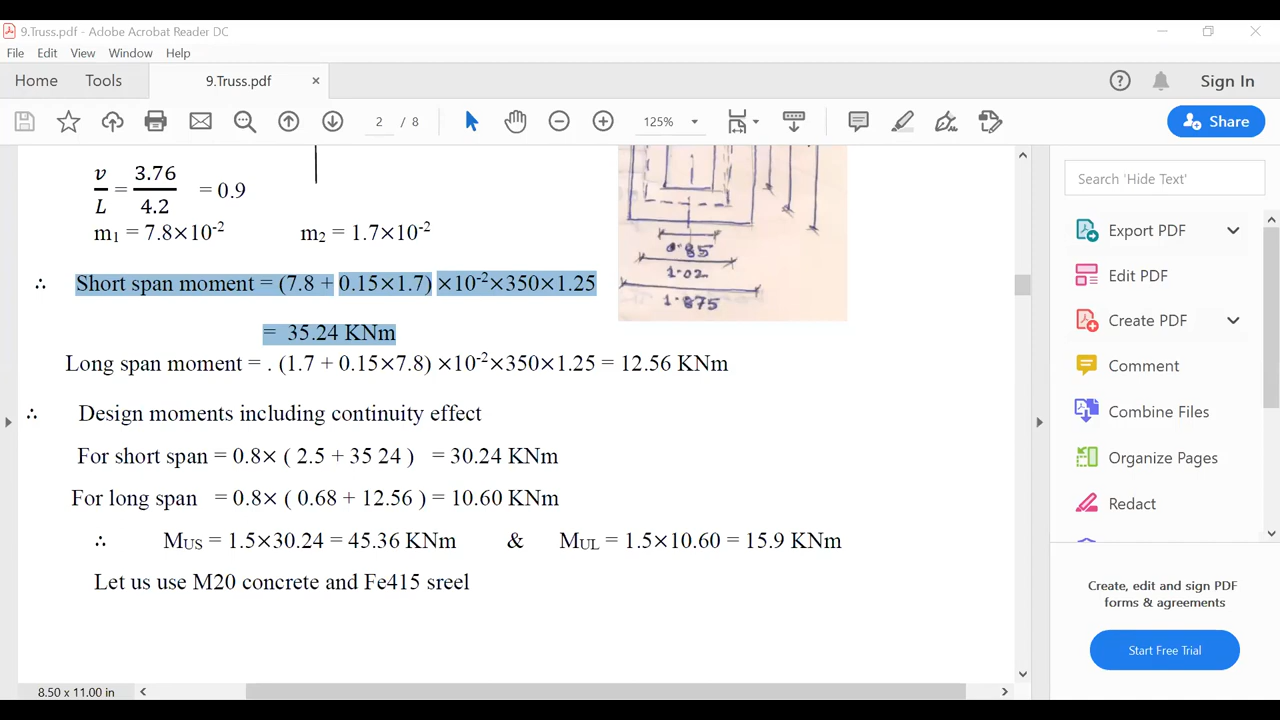 9.Truss.pdf - Adobe Acrobat Reader DC
File Edit View Window Help
Home Tools 9.Truss.pdf × Sign In
2 / 8 125% Share
v/L = 3.76/4.2 = 0.9
m₁ = 7.8×10⁻² m₂ = 1.7×10⁻²
∴ Short span moment = (7.8 + 0.15×1.7) ×10⁻²×350×1.25
= 35.24 KNm
Long span moment = . (1.7 + 0.15×7.8) ×10⁻²×350×1.25 = 12.56 KNm
∴ Design moments including continuity effect
For short span = 0.8× ( 2.5 + 35 24 ) = 30.24 KNm
For long span = 0.8× ( 0.68 + 12.56 ) = 10.60 KNm
∴ MUS = 1.5×30.24 = 45.36 KNm & MUL = 1.5×10.60 = 15.9 KNm
Let us use M20 concrete and Fe415 sreel
0.85
1.02
1.875
8.50 x 11.00 in
Search 'Hide Text'
Export PDF
Edit PDF
Create PDF
Comment
Combine Files
Organize Pages
Redact
Create, edit and sign PDF
forms & agreements
Start Free Trial